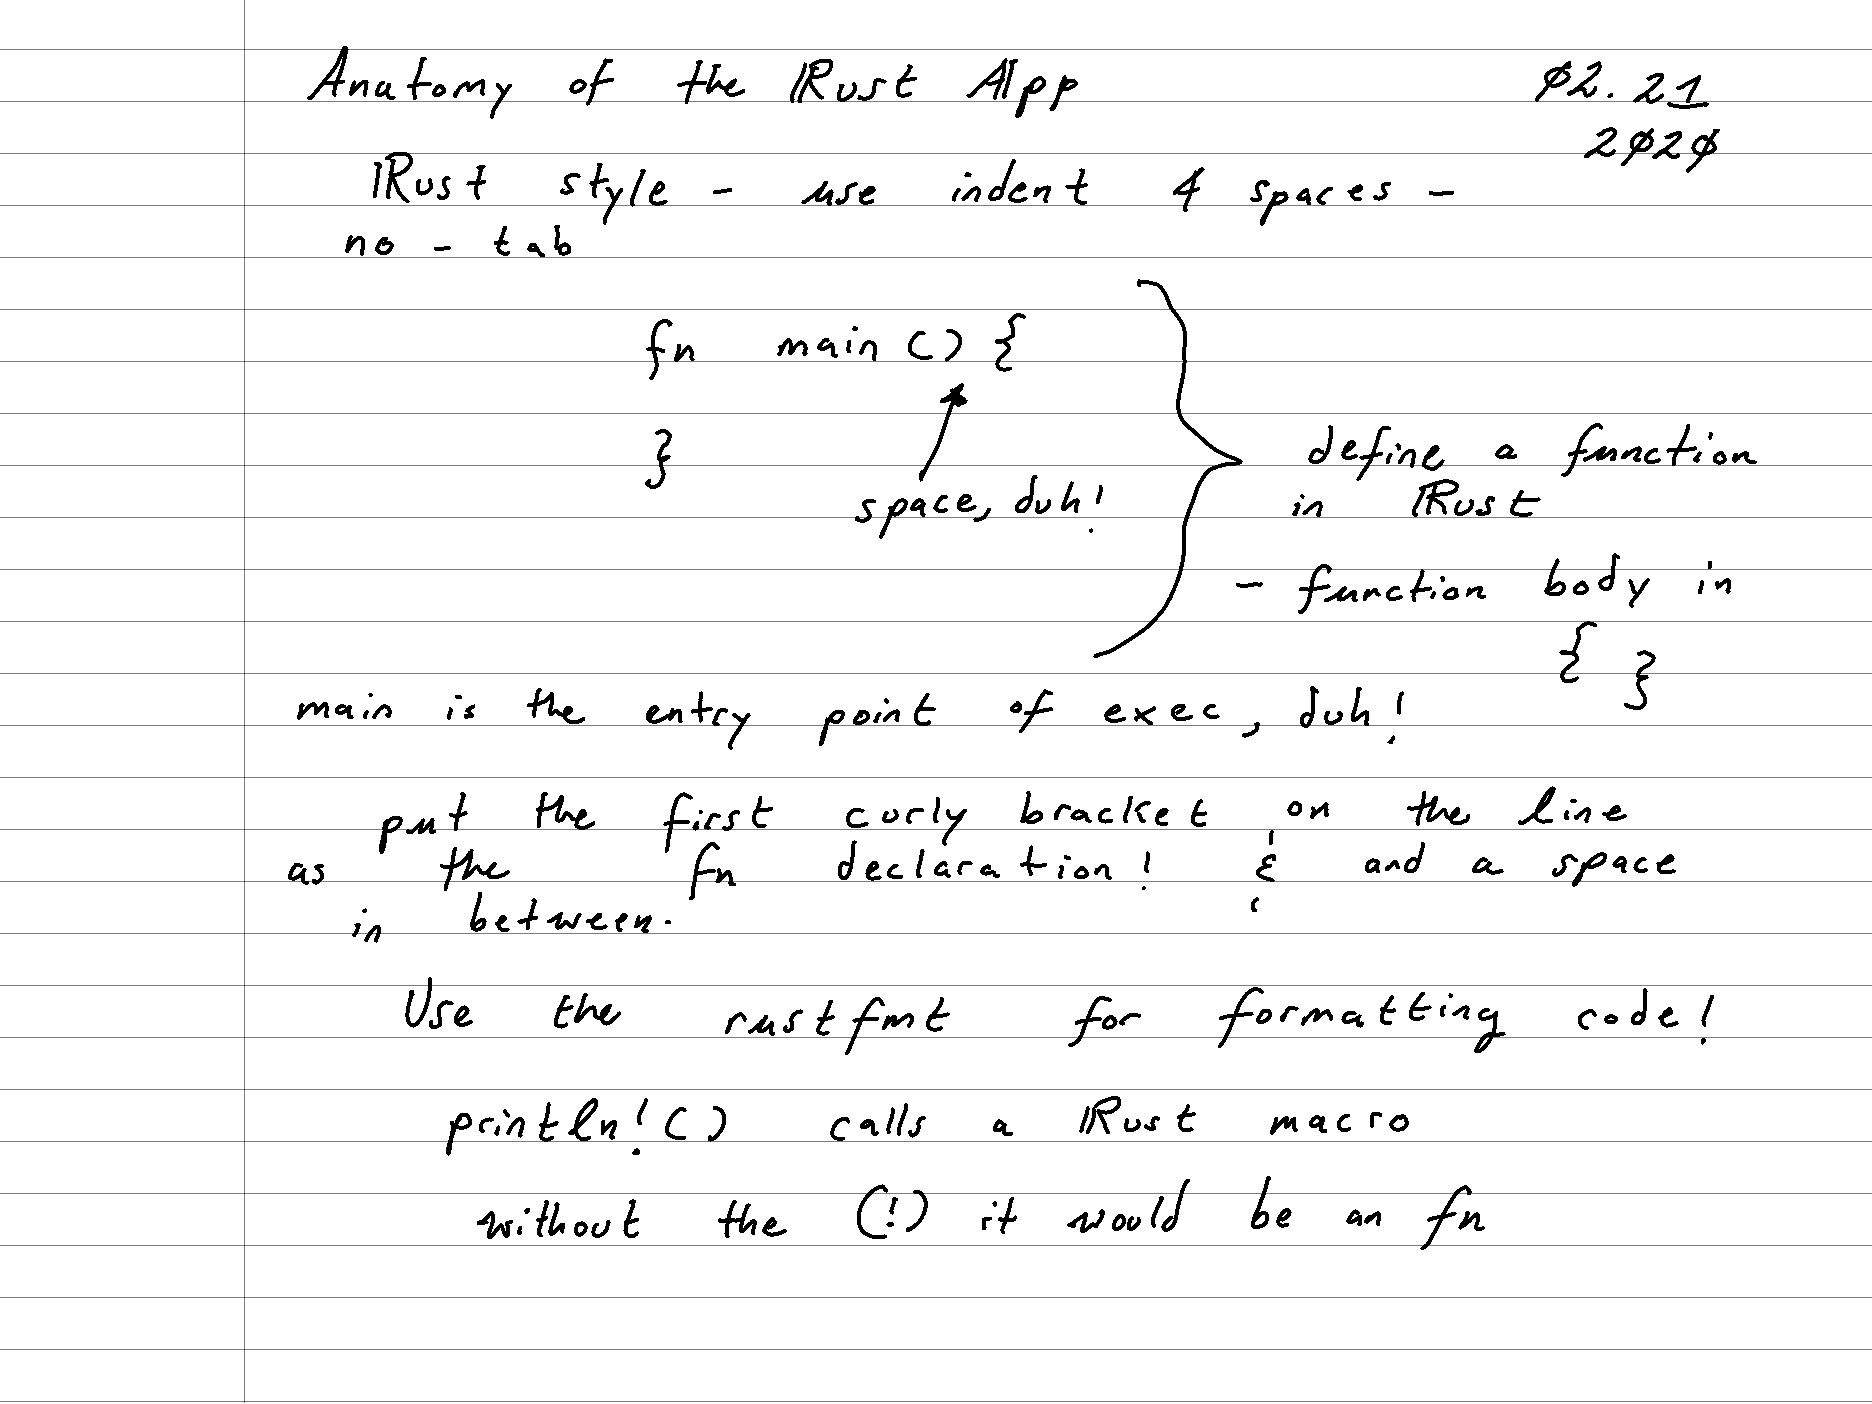 Anatomy of the Rust App
02.21
2020
Rust style - use indent 4 spaces -
no - tab
fn main () {
}
space, duh!
define a function
in Rust
- function body in
{ }
main is the entry point of exec, duh!
put the first curly bracket on the line
as the fn declaration! & and a space
in between.
Use the rustfmt for formatting code!
println!() calls a Rust macro
without the (!) it would be an fn